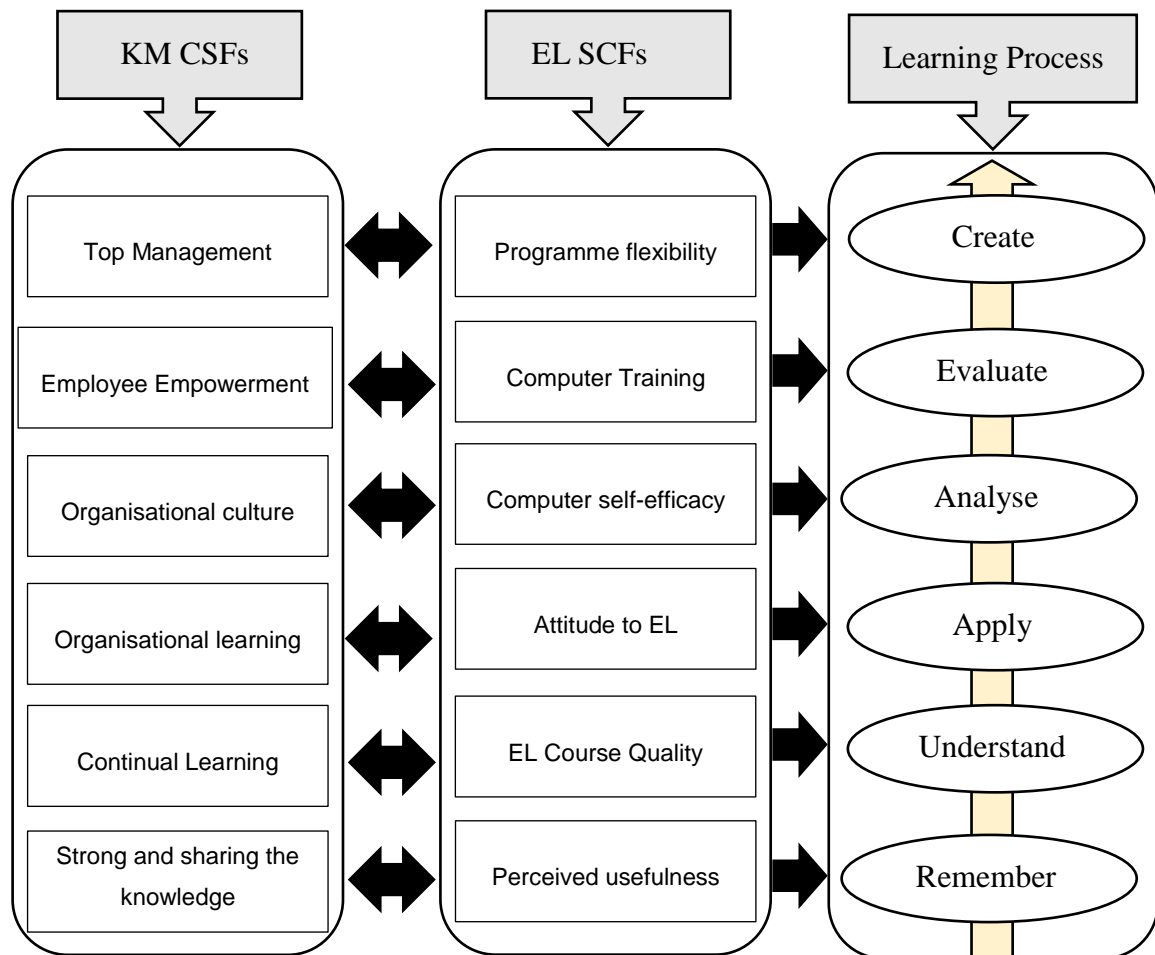 KM CSFs
EL SCFs
Learning Process
Top Management
Programme flexibility
Create
Employee Empowerment
Computer Training
Evaluate
Organisational culture
Computer self-efficacy
Analyse
Organisational learning
Attitude to EL
Apply
Continual Learning
EL Course Quality
Understand
Strong and sharing the
knowledge
Perceived usefulness
Remember